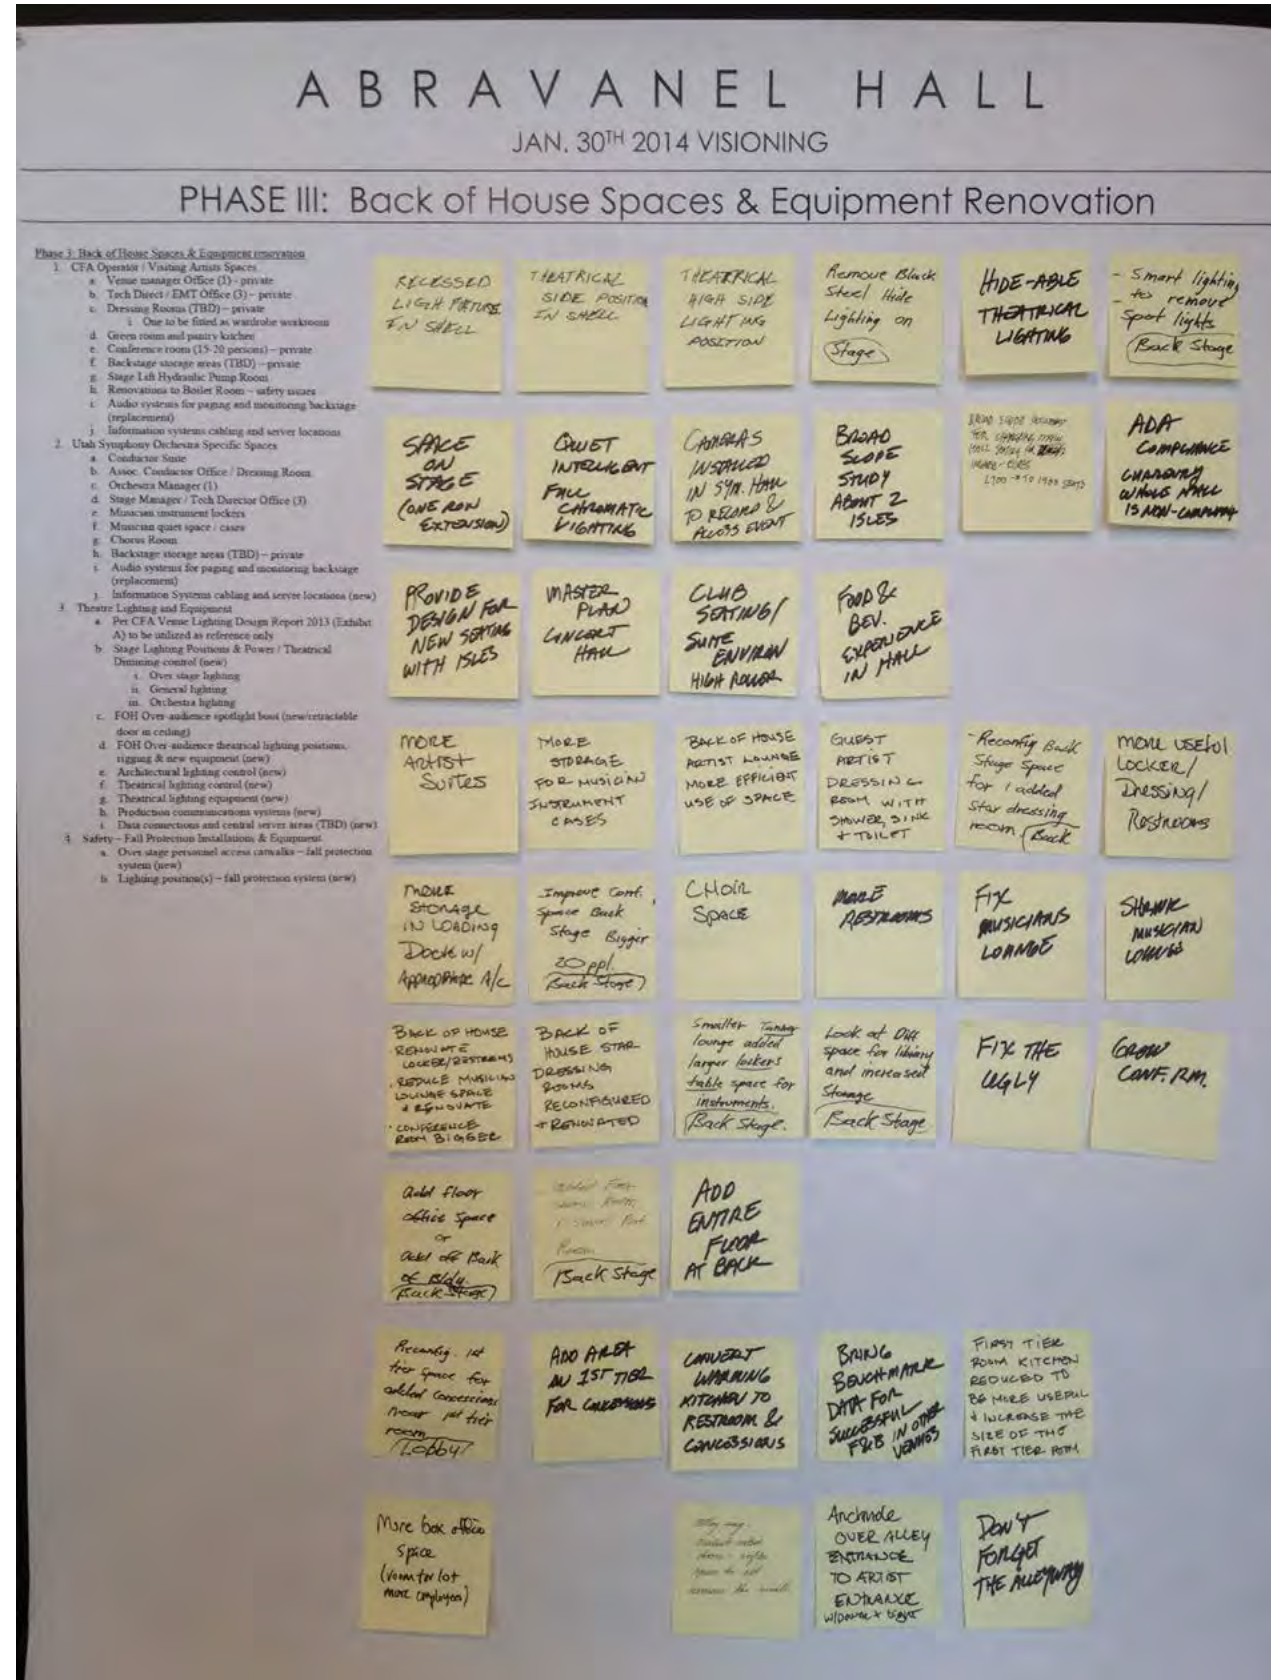 ABRAVANEL HALL
JAN. 30TH 2014 VISIONING
PHASE III: Back of House Spaces & Equipment Renovation
Phase 3: Back of House Spaces & Equipment renovation
1. CFA Operator / Visiting Artists Spaces
a. Venue manager Office (1) - private
b. Tech Direct / EMT Office (3) – private
c. Dressing Rooms (TBD) – private
i. One to be fitted as wardrobe workroom
d. Green room and pantry kitchen
e. Conference room (15-20 persons) – private
f. Backstage storage areas (TBD) – private
g. Stage Left Hydraulic Pump Room
h. Renovations to Boiler Room – safety issues
i. Audio systems for paging and monitoring backstage
(replacement)
j. Information systems cabling and server locations
2. Utah Symphony Orchestra Specific Spaces
a. Conductor Suite
b. Assoc. Conductor Office / Dressing Room
c. Orchestra Manager (1)
d. Stage Manager / Tech Director Office (3)
e. Musician instrument lockers
f. Musician quiet space / cases
g. Chorus Room
h. Backstage storage areas (TBD) – private
i. Audio systems for paging and monitoring backstage
(replacement)
j. Information Systems cabling and server locations (new)
3. Theatre Lighting and Equipment
a. Per CFA Venue Lighting Design Report 2013 (Exhibit
A) to be utilized as reference only
b. Stage Lighting Positions & Power / Theatrical
Dimming control (new)
i. Over stage lighting
ii. General lighting
iii. Orchestra lighting
c. FOH Over-audience spotlight boot (new/retractable
door in ceiling)
d. FOH Over-audience theatrical lighting positions,
rigging & new equipment (new)
e. Architectural lighting control (new)
f. Theatrical lighting control (new)
g. Theatrical lighting equipment (new)
h. Production communications systems (new)
i. Data connections and central server areas (TBD) (new)
4. Safety – Fall Protection Installations & Equipment
a. Over stage personnel access catwalks – fall protection
system (new)
b. Lighting position(s) – fall protection system (new)
RECESSED
LIGH FIXTURE
IN SHELL
THEATRICAL
SIDE POSITION
IN SHELL
THEATRICAL
HIGH SIDE
LIGHTING
POSITION
Remove Black
Steel Hide
Lighting on
Stage
HIDE-ABLE
THEATRICAL
LIGHTING
- Smart lighting
- to remove
spot lights
Back Stage
SPACE
ON
STAGE
(ONE ROW
EXTENSION)
QUIET
INTELLIGENT
FULL
CHROMATIC
LIGHTING
CAMERAS
INSTALLED
IN SYM. HALL
TO RECORD &
ACCESS EVENT
BROAD
SCOPE
STUDY
ABOUT 2
ISLES
BROAD SCOPE
FOR CHANGING
HALL
1900 SEATS
ADA
COMPLIANCE
CURRENTLY
WHOLE HALL
IS NON-COMPLIANT
PROVIDE
DESIGN FOR
NEW SEATING
WITH ISLES
MASTER
PLAN
CONCERT
HALL
CLUB
SEATING/
SUITE
ENVIRON
HIGH ROLLER
FOOD &
BEV.
EXPERIENCE
IN HALL
MORE
ARTIST
SUITES
MORE
STORAGE
FOR MUSICIAN
INSTRUMENT
CASES
BACK OF HOUSE
ARTIST LOUNGE
MORE EFFICIENT
USE OF SPACE
GUEST
ARTIST
DRESSING
ROOM WITH
SHOWER, SINK
+ TOILET
- Reconfig Back
Stage Space
for 1 added
Star dressing
room. Back
more useful
LOCKER/
Dressing/
Restrooms
MORE
STORAGE
IN LOADING
Dock w/
APPROPRIATE A/C
Improve Conf.
Space Back
Stage Bigger
20 ppl.
Back Stage
CHOIR
SPACE
MORE
RESTROOMS
FIX
MUSICIANS
LOUNGE
SHRINK
MUSICIAN
LOUNGE
BACK OF HOUSE
· RENOVATE
LOCKER/RESTROOMS
· REDUCE MUSICIAN
LOUNGE SPACE
+ RENOVATE
· CONFERENCE
ROOM BIGGER
BACK OF
HOUSE STAR
DRESSING
ROOMS
RECONFIGURED
+ RENOVATED
Smaller Tuning
lounge added
larger lockers
table space for
instruments.
Back Stage.
Look at Diff
space for library
and increased
Storage
Back Stage
FIX THE
UGLY
GROW
CONF. RM.
Add floor
office space
or
add off Back
of Bldg.
Back Stage
Back Stage
ADD
ENTIRE
FLOOR
AT BACK
Reconfig. 1st
tier space for
added Concessions
near 1st tier
room
Lobby
ADD AREA
ON 1ST TIER
FOR CONCESSIONS
CONVERT
WARMING
KITCHEN TO
RESTROOM &
CONCESSIONS
BRING
BENCHMARK
DATA FOR
SUCCESSFUL
F&B IN OTHER
VENUES
FIRST TIER
ROOM KITCHEN
REDUCED TO
BE MORE USEFUL
+ INCREASE THE
SIZE OF THE
FIRST TIER ROOM
More box office
space
(room for lot
more employees)
OVER ALLEY
ENTRANCE
TO ARTIST
ENTRANCE
DON'T
FORGET
THE ALLEYWAY